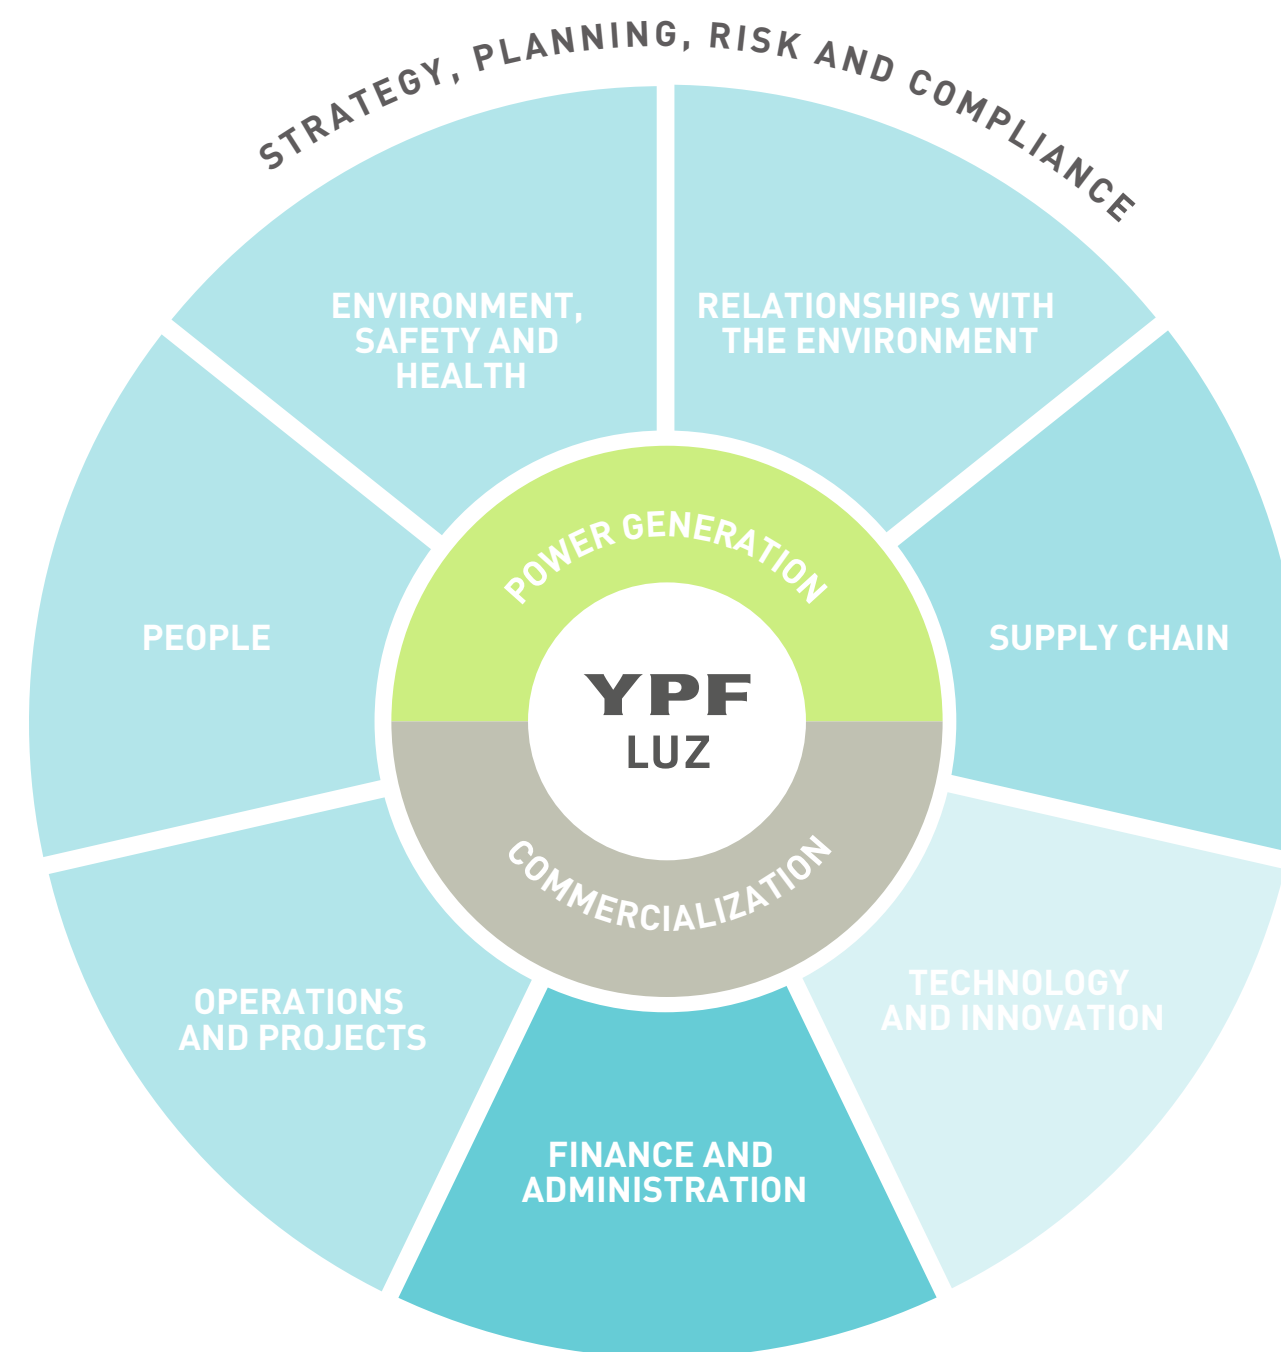 STRATEGY, PLANNING, RISK AND COMPLIANCE
ENVIRONMENT,
SAFETY AND
HEALTH
RELATIONSHIPS WITH
THE ENVIRONMENT
POWER GENERATION
PEOPLE
SUPPLY CHAIN
YPF
LUZ
COMMERCIALIZATION
OPERATIONS
AND PROJECTS
TECHNOLOGY
AND INNOVATION
FINANCE AND
ADMINISTRATION